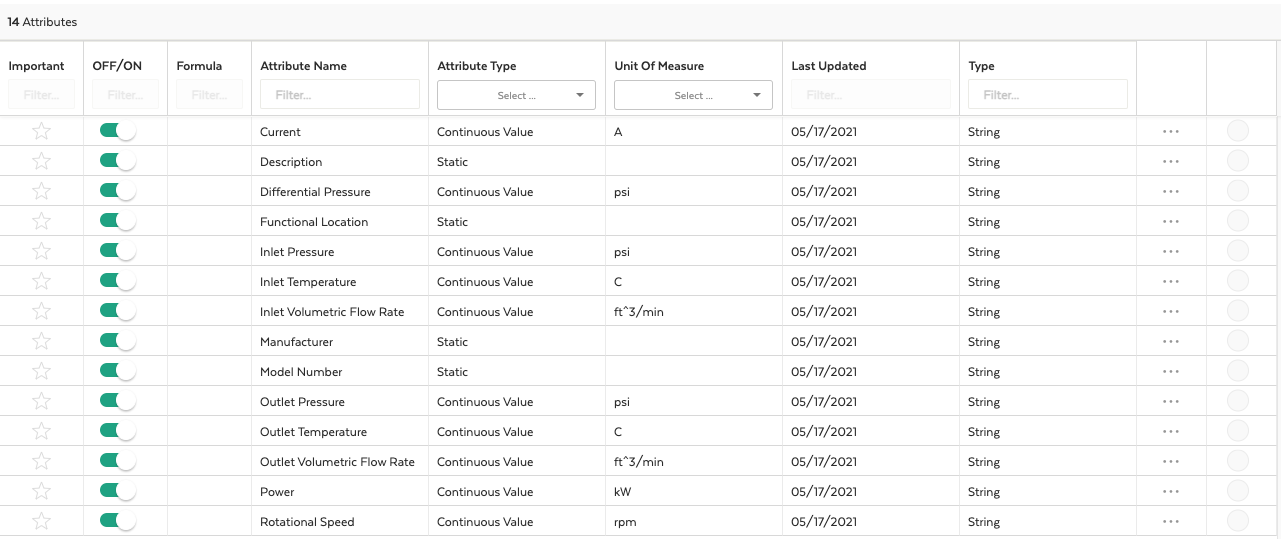 14 Attributes
Important OFF/ON Formula Attribute Name Attribute Type Unit Of Measure Last Updated Type
Filter... Filter... Filter... Filter... Select ... Select ... Filter... Filter...
Current Continuous Value A 05/17/2021 String ...
Description Static 05/17/2021 String ...
Differential Pressure Continuous Value psi 05/17/2021 String ...
Functional Location Static 05/17/2021 String ...
Inlet Pressure Continuous Value psi 05/17/2021 String ...
Inlet Temperature Continuous Value C 05/17/2021 String ...
Inlet Volumetric Flow Rate Continuous Value ft^3/min 05/17/2021 String ...
Manufacturer Static 05/17/2021 String ...
Model Number Static 05/17/2021 String ...
Outlet Pressure Continuous Value psi 05/17/2021 String ...
Outlet Temperature Continuous Value C 05/17/2021 String ...
Outlet Volumetric Flow Rate Continuous Value ft^3/min 05/17/2021 String ...
Power Continuous Value kW 05/17/2021 String ...
Rotational Speed Continuous Value rpm 05/17/2021 String ...